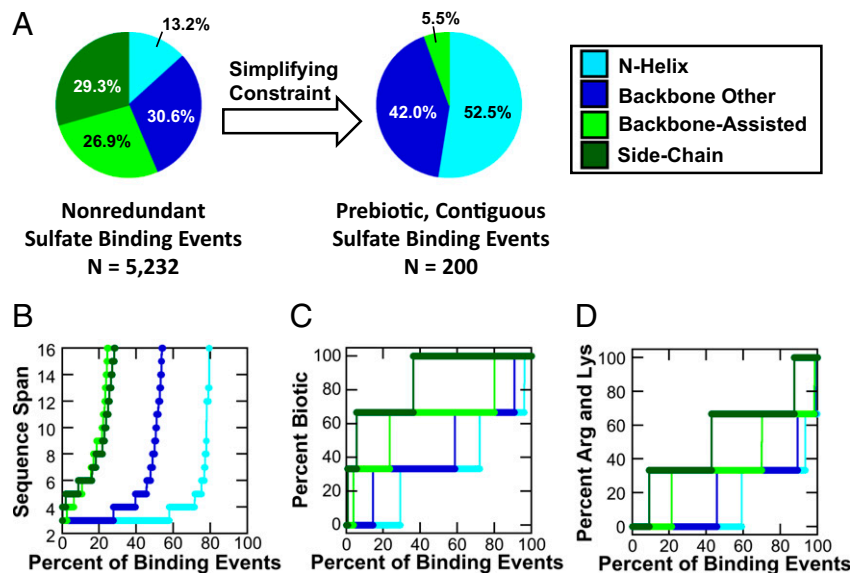 A
13.2%
29.3%
30.6%
26.9%
Simplifying
Constraint
5.5%
42.0%
52.5%
N-Helix
Backbone Other
Backbone-Assisted
Side-Chain
Nonredundant
Sulfate Binding Events
N = 5,232
Prebiotic, Contiguous
Sulfate Binding Events
N = 200
B
Sequence Span
16
14
12
10
8
6
4
2
0 20 40 60 80 100
Percent of Binding Events
C
Percent Biotic
100
80
60
40
20
0
0 20 40 60 80 100
Percent of Binding Events
D
Percent Arg and Lys
100
80
60
40
20
0
0 20 40 60 80 100
Percent of Binding Events